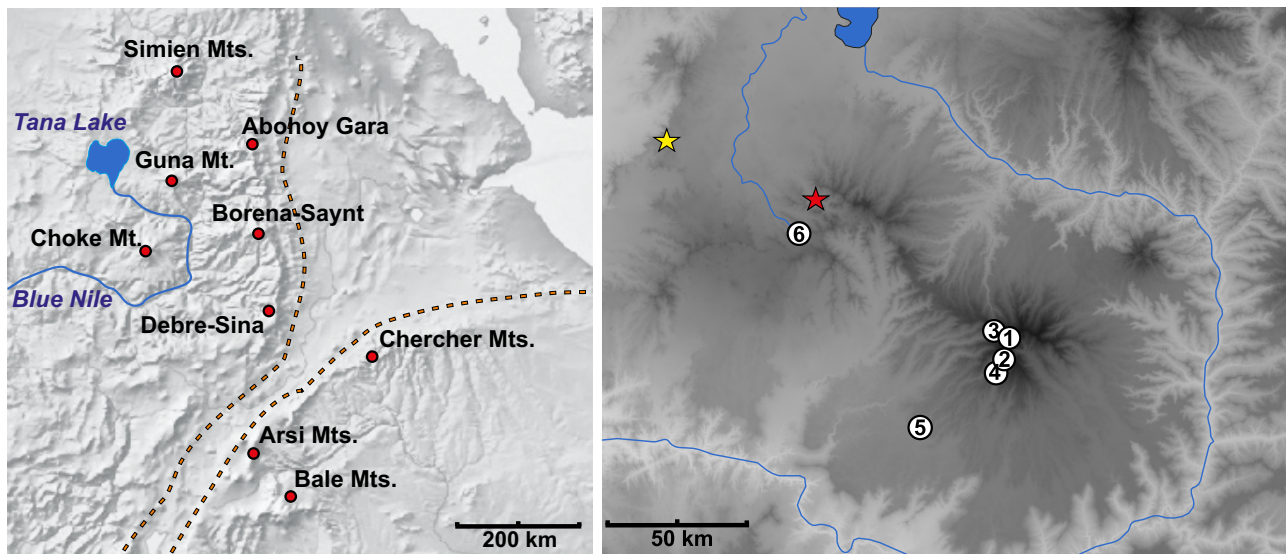 Simien Mts.
Tana Lake
Abohoy Gara
Guna Mt.
Borena-Saynt
Choke Mt.
Blue Nile
Debre-Sina
Chercher Mts.
Arsi Mts.
Bale Mts.
200 km
6
3
1
2
4
5
50 km